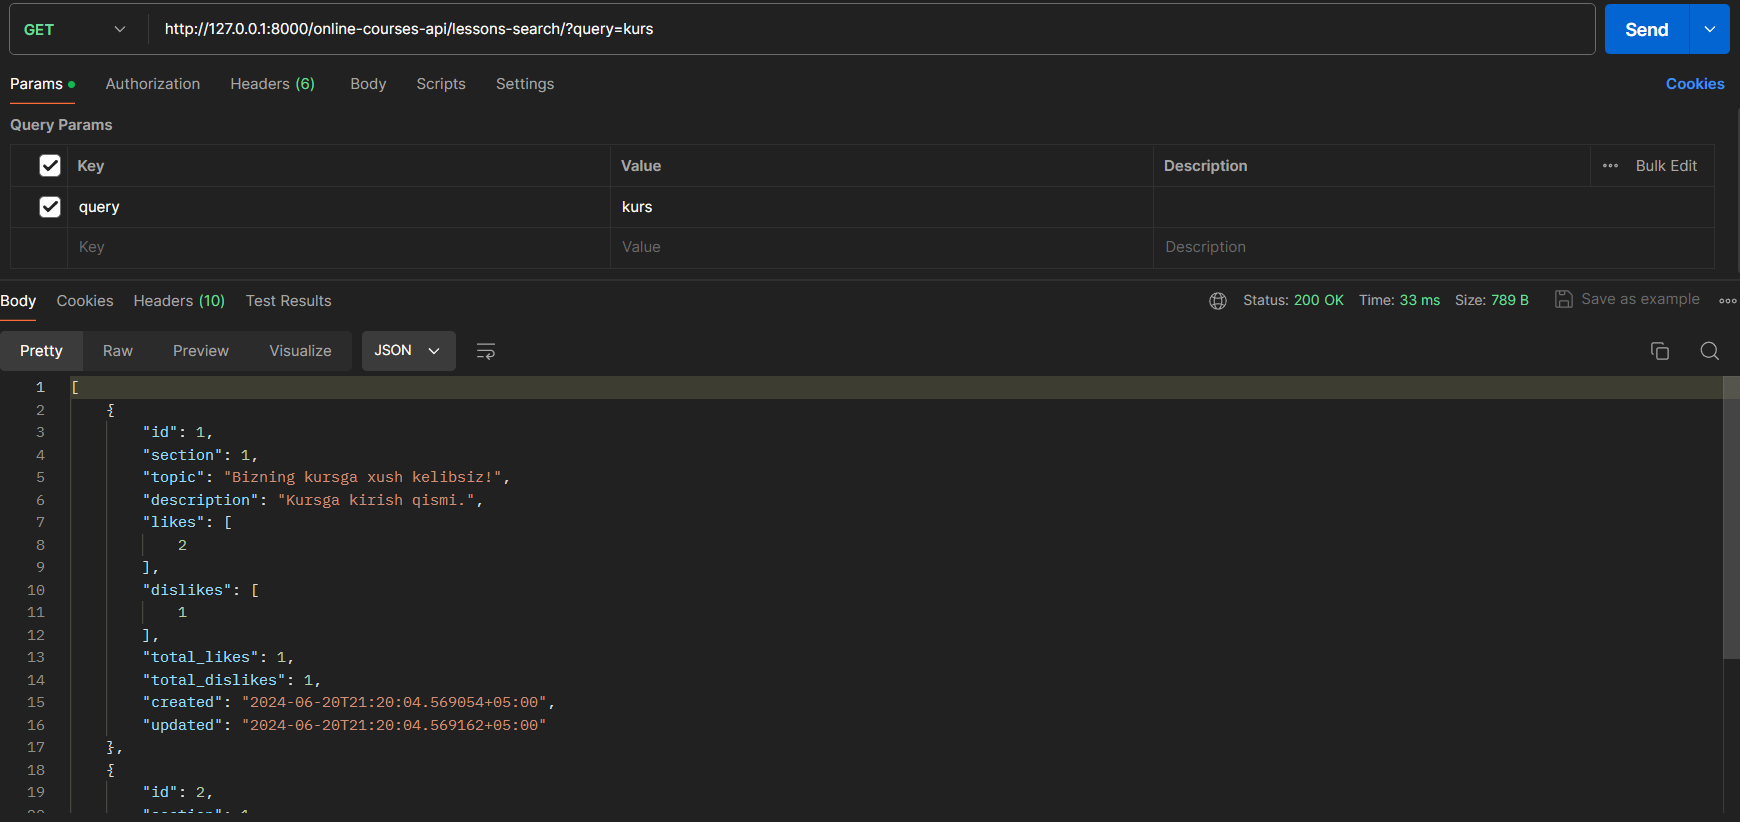 GET http://127.0.0.1:8000/online-courses-api/lessons-search/?query=kurs Send
Params Authorization Headers (6) Body Scripts Settings Cookies
Query Params
Key Value Description Bulk Edit
query kurs
Key Value Description
Body Cookies Headers (10) Test Results Status: 200 OK Time: 33 ms Size: 789 B Save as example
Pretty Raw Preview Visualize JSON
1 [
2 {
3 "id": 1,
4 "section": 1,
5 "topic": "Bizning kursga xush kelibsiz!",
6 "description": "Kursga kirish qismi.",
7 "likes": [
8 2
9 ],
10 "dislikes": [
11 1
12 ],
13 "total_likes": 1,
14 "total_dislikes": 1,
15 "created": "2024-06-20T21:20:04.569054+05:00",
16 "updated": "2024-06-20T21:20:04.569162+05:00"
17 },
18 {
19 "id": 2,